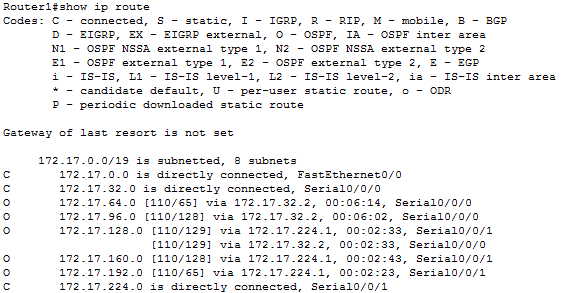 Router1#show ip route
Codes: C - connected, S - static, I - IGRP, R - RIP, M - mobile, B - BGP
       D - EIGRP, EX - EIGRP external, O - OSPF, IA - OSPF inter area
       N1 - OSPF NSSA external type 1, N2 - OSPF NSSA external type 2
       E1 - OSPF external type 1, E2 - OSPF external type 2, E - EGP
       i - IS-IS, L1 - IS-IS level-1, L2 - IS-IS level-2, ia - IS-IS inter area
       * - candidate default, U - per-user static route, o - ODR
       P - periodic downloaded static route

Gateway of last resort is not set

     172.17.0.0/19 is subnetted, 8 subnets
C       172.17.0.0 is directly connected, FastEthernet0/0
C       172.17.32.0 is directly connected, Serial0/0/0
O       172.17.64.0 [110/65] via 172.17.32.2, 00:06:14, Serial0/0/0
O       172.17.96.0 [110/128] via 172.17.32.2, 00:06:02, Serial0/0/0
O       172.17.128.0 [110/129] via 172.17.224.1, 00:02:33, Serial0/0/1
                     [110/129] via 172.17.32.2, 00:02:33, Serial0/0/0
O       172.17.160.0 [110/128] via 172.17.224.1, 00:02:43, Serial0/0/1
O       172.17.192.0 [110/65] via 172.17.224.1, 00:02:23, Serial0/0/1
C       172.17.224.0 is directly connected, Serial0/0/1